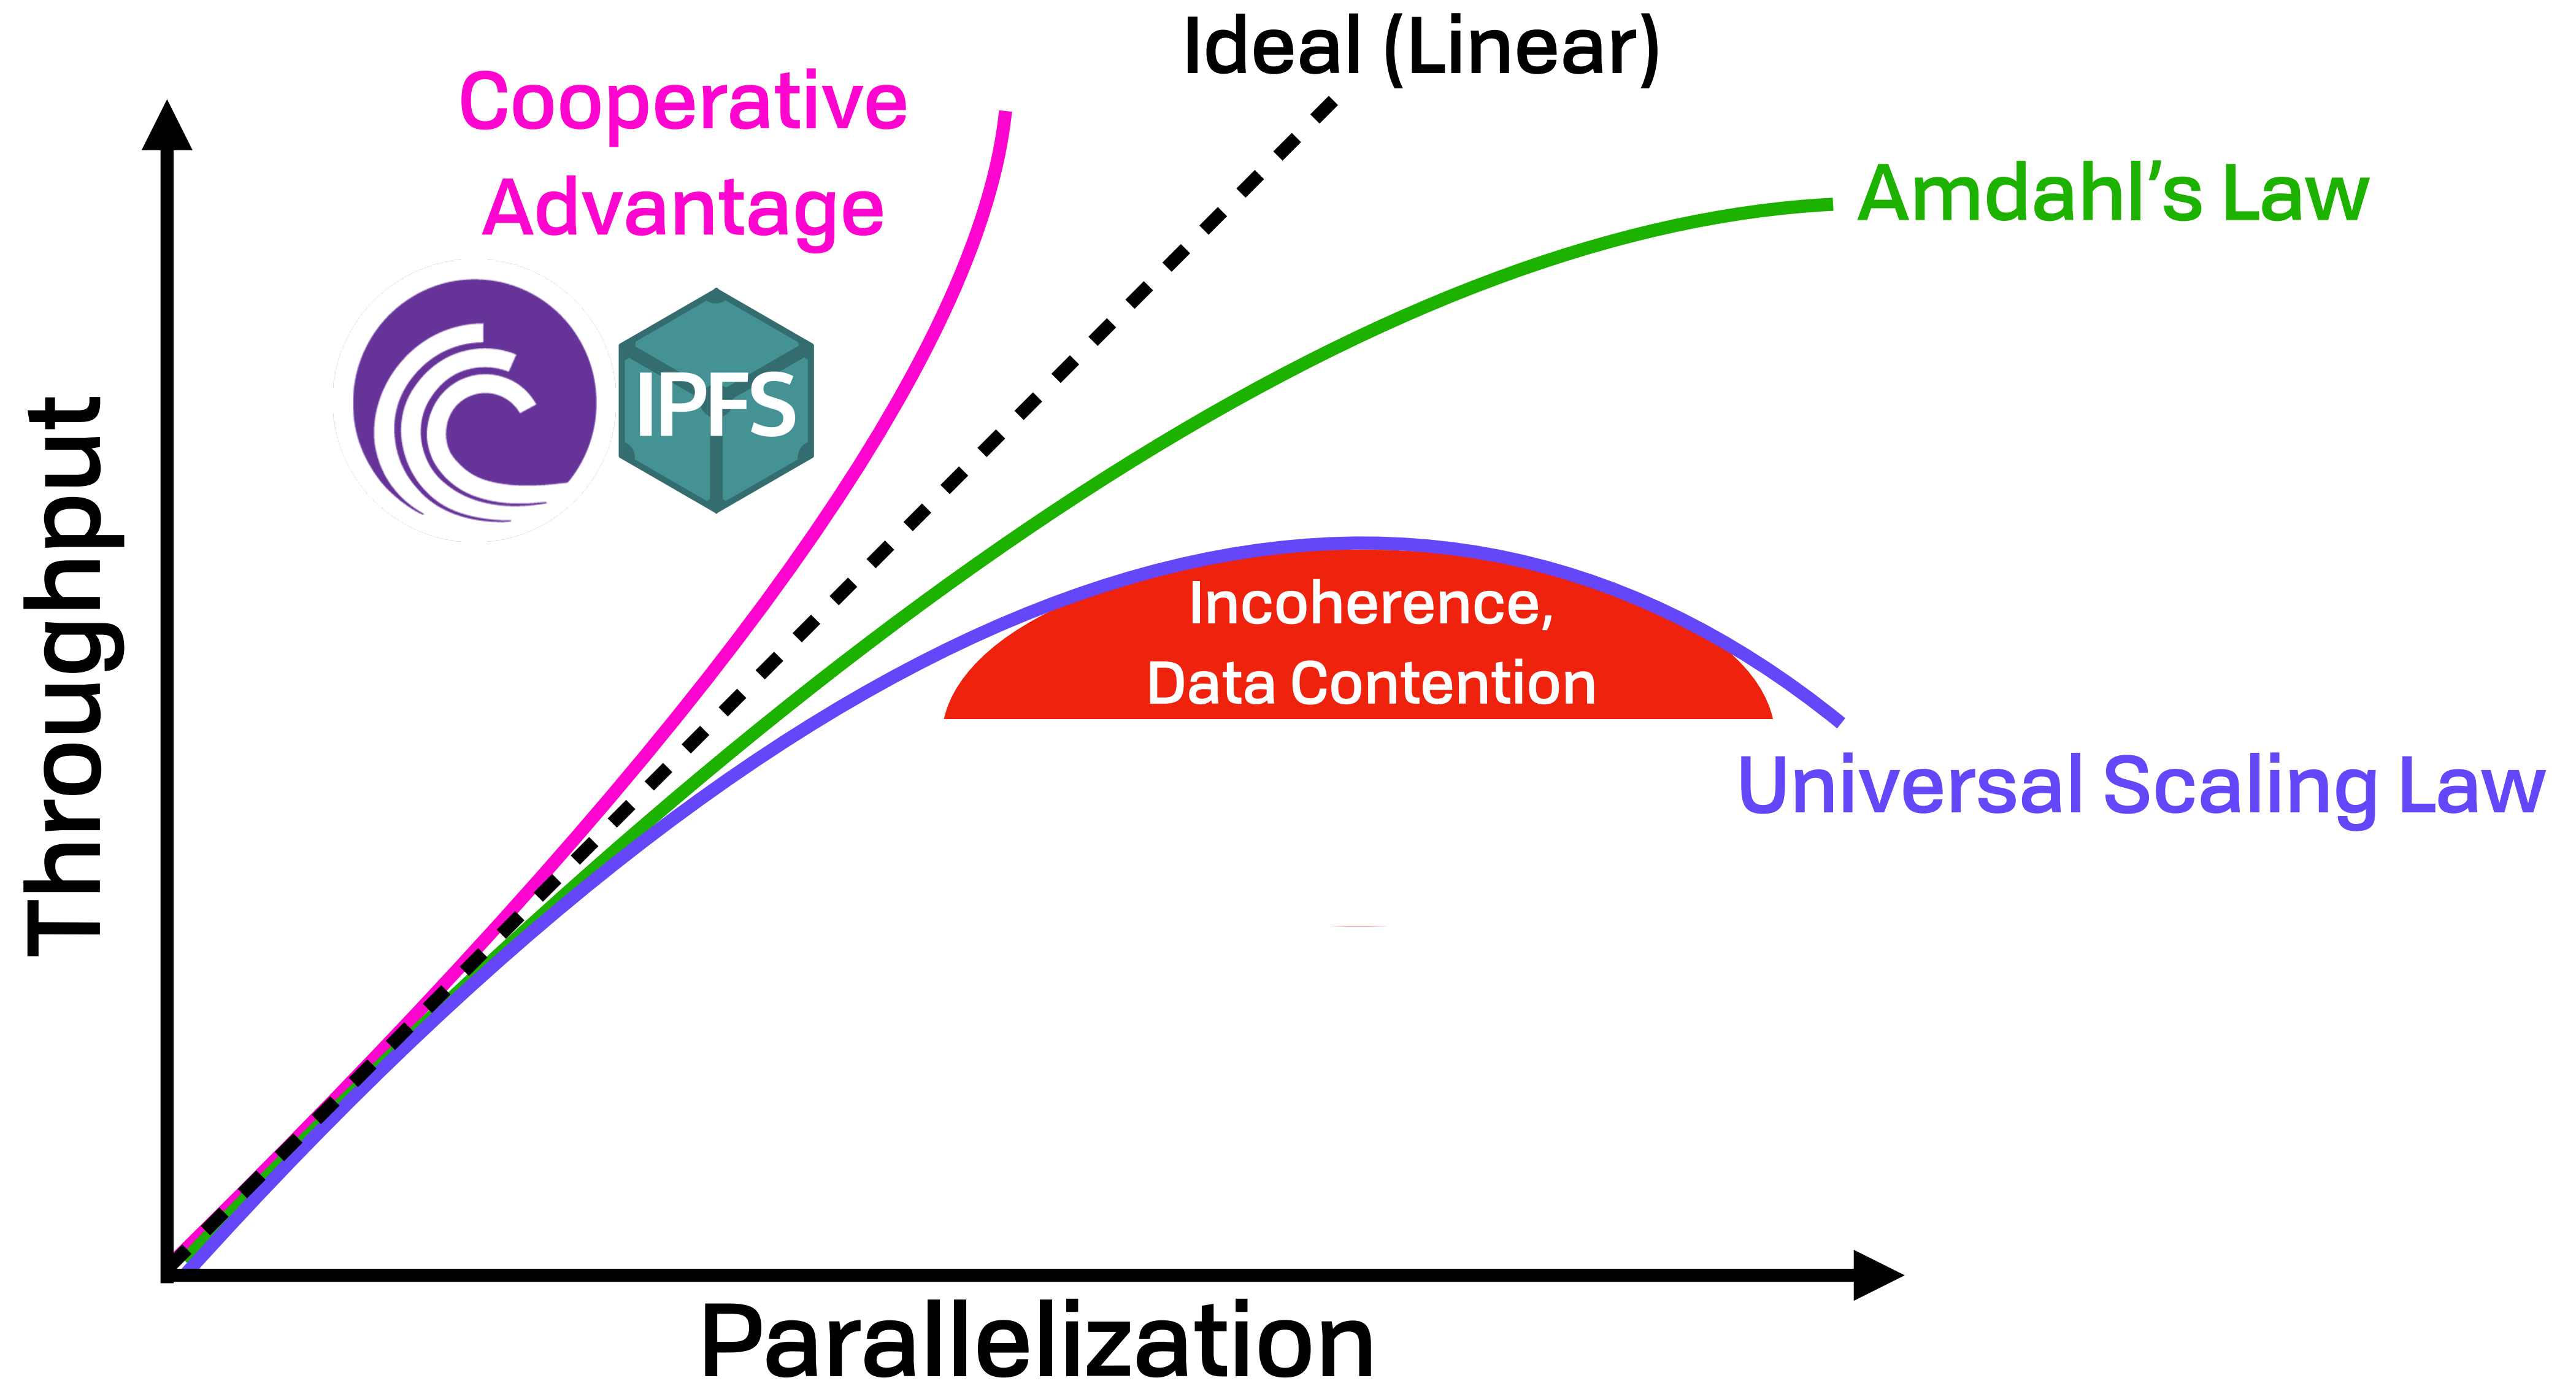 Ideal (Linear)
Cooperative
Advantage
Amdahl’s Law
IPFS
Incoherence,
Data Contention
Universal Scaling Law
Throughput
Parallelization